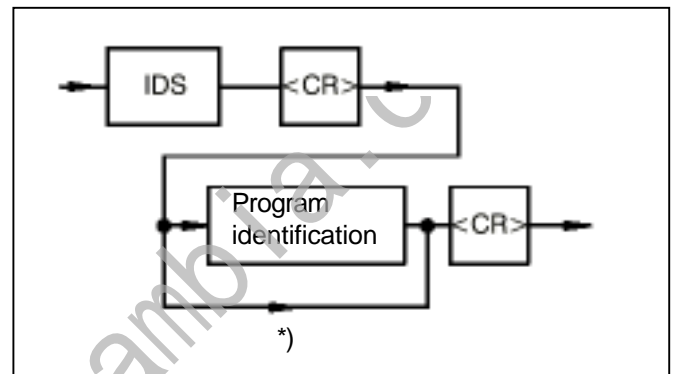 IDS
<CR>
Program
identification
<CR>
*)